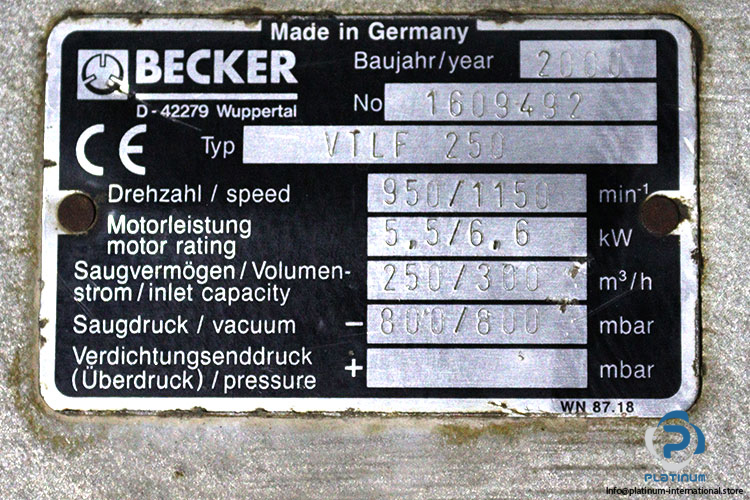 Made in Germany
BECKER
Baujahr/year 2000
D-42279 Wuppertal
No 1609492
CE Typ VTLF 250
Drehzahl / speed 950/1150 min-1
Motorleistung
motor rating 5,5/6,6 kW
Saugvermögen/Volumen-
strom/inlet capacity 250/300 m³/h
Saugdruck / vacuum - 800/800 mbar
Verdichtungsenddruck
(Überdruck) / pressure + mbar
WN 87.18
PLATINUM
info@platinum-international.store